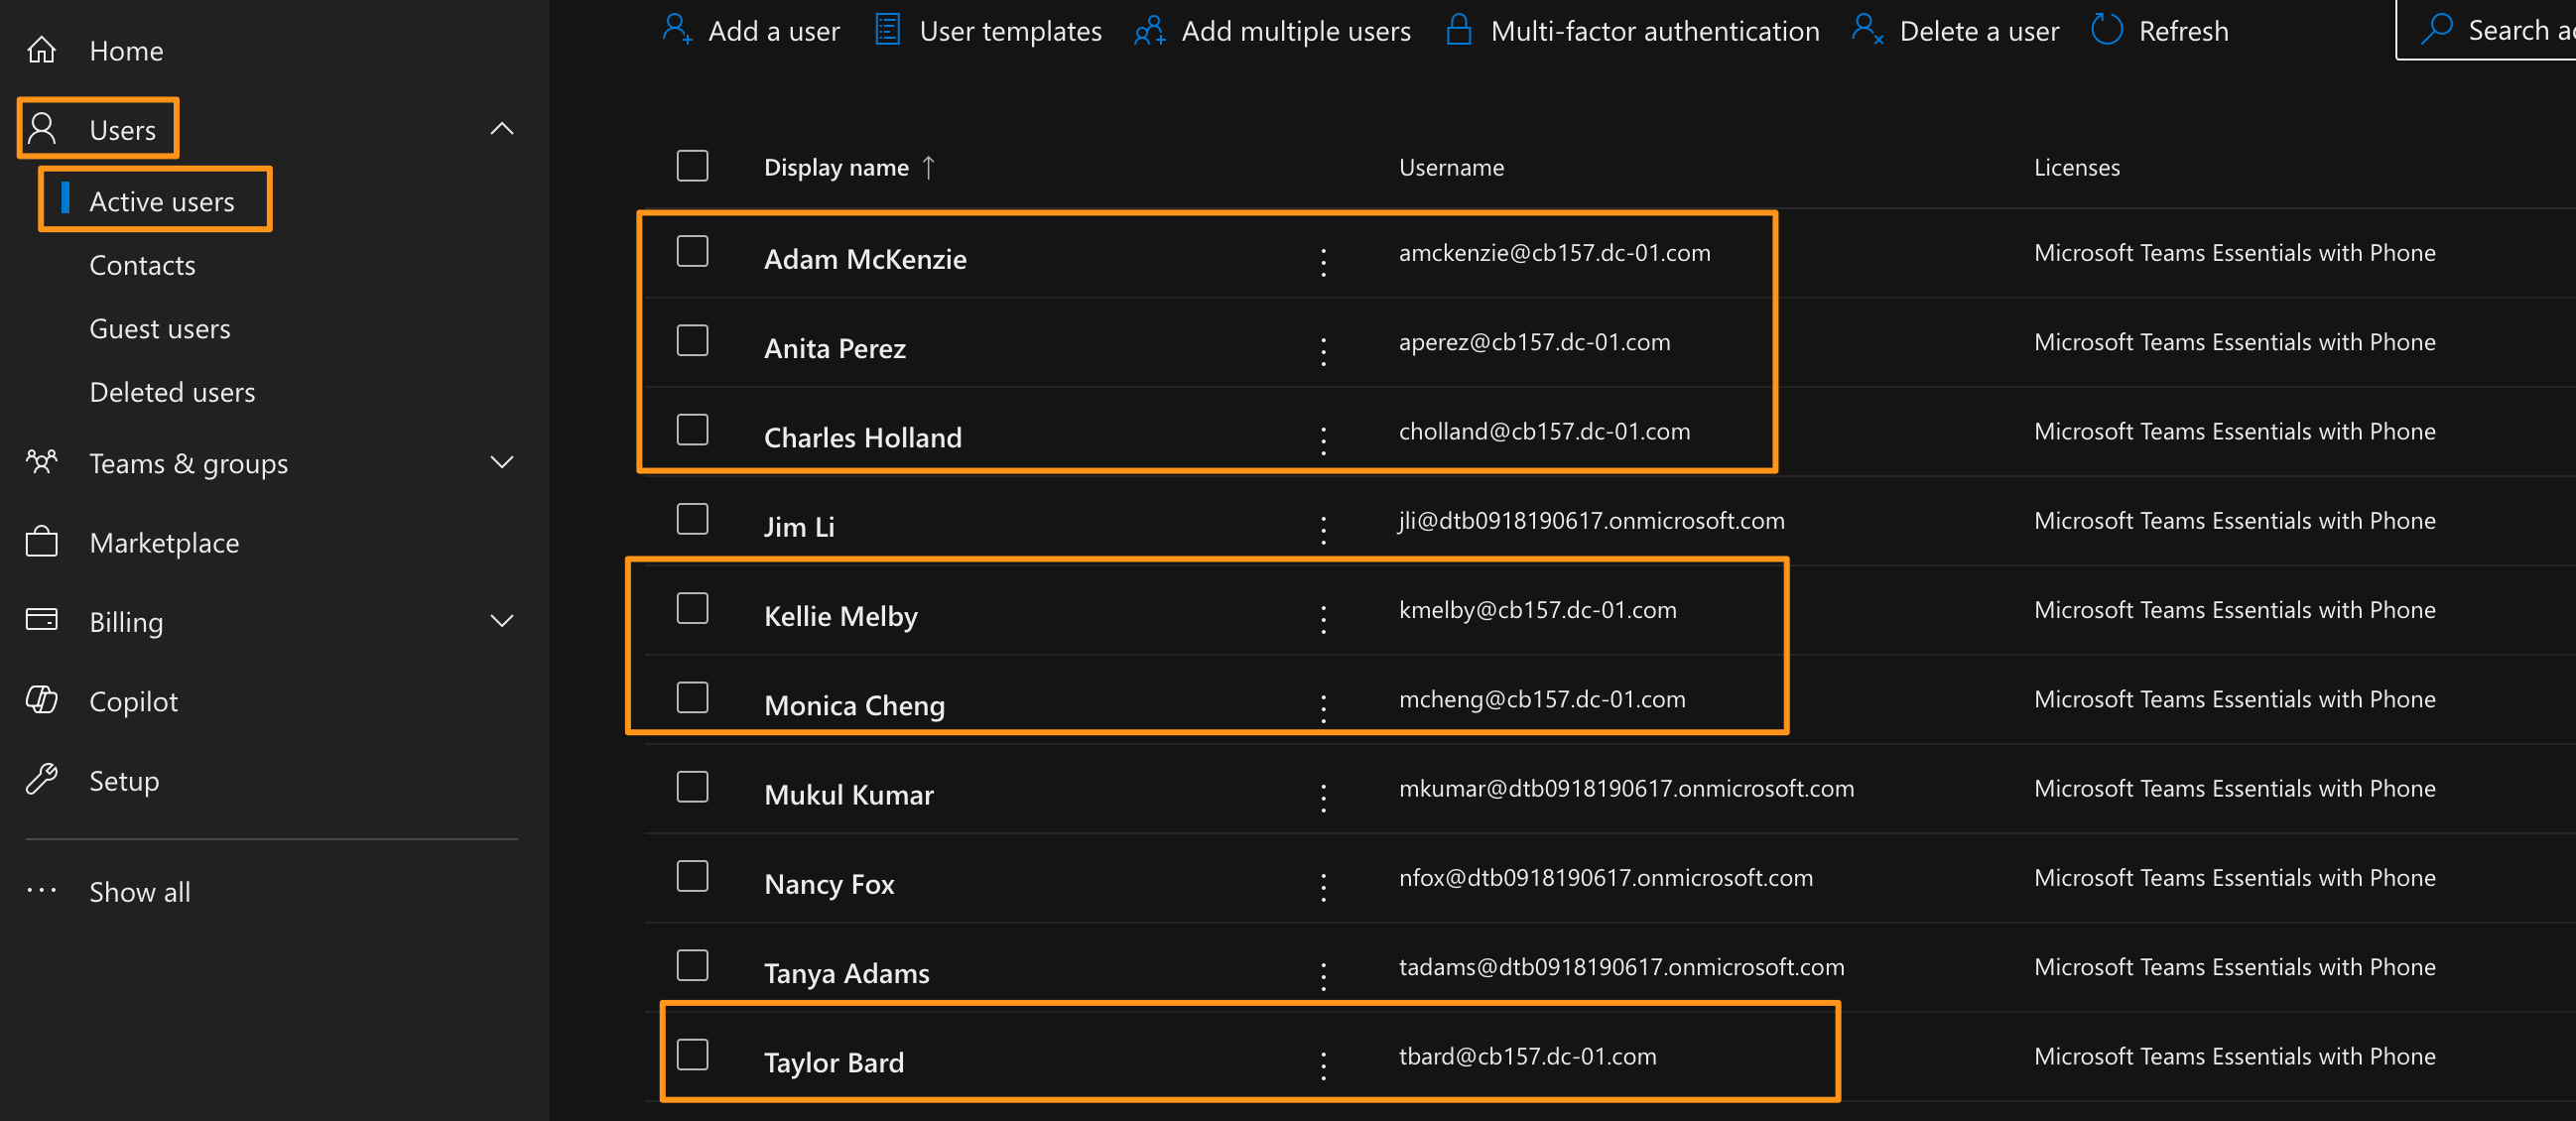 Home
Users
Active users
Contacts
Guest users
Deleted users
Teams & groups
Marketplace
Billing
Copilot
Setup
Show all
Add a user User templates Add multiple users Multi-factor authentication Delete a user Refresh Search
Display name ↑ Username Licenses
Adam McKenzie amckenzie@cb157.dc-01.com Microsoft Teams Essentials with Phone
Anita Perez aperez@cb157.dc-01.com Microsoft Teams Essentials with Phone
Charles Holland cholland@cb157.dc-01.com Microsoft Teams Essentials with Phone
Jim Li jli@dtb0918190617.onmicrosoft.com Microsoft Teams Essentials with Phone
Kellie Melby kmelby@cb157.dc-01.com Microsoft Teams Essentials with Phone
Monica Cheng mcheng@cb157.dc-01.com Microsoft Teams Essentials with Phone
Mukul Kumar mkumar@dtb0918190617.onmicrosoft.com Microsoft Teams Essentials with Phone
Nancy Fox nfox@dtb0918190617.onmicrosoft.com Microsoft Teams Essentials with Phone
Tanya Adams tadams@dtb0918190617.onmicrosoft.com Microsoft Teams Essentials with Phone
Taylor Bard tbard@cb157.dc-01.com Microsoft Teams Essentials with Phone